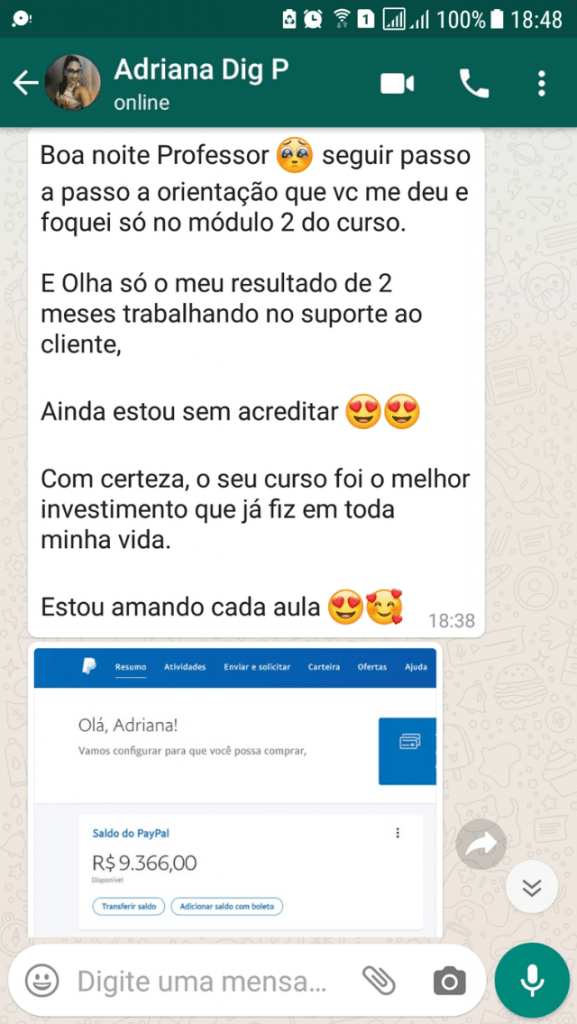 1 100% 18:48
Adriana Dig P
online
Boa noite Professor 🥺 seguir passo
a passo a orientação que vc me deu e
foquei só no módulo 2 do curso.
E Olha só o meu resultado de 2
meses trabalhando no suporte ao
cliente,
Ainda estou sem acreditar 😍😍
Com certeza, o seu curso foi o melhor
investimento que já fiz em toda
minha vida.
Estou amando cada aula 😍🥰
18:38
Resumo Atividades Enviar e solicitar Carteira Ofertas Ajuda
Olá, Adriana!
Vamos configurar para que você possa comprar,
Saldo do PayPal
R$9.366,00
Disponível
Transferir saldo Adicionar saldo com boleto
Digite uma mensa...